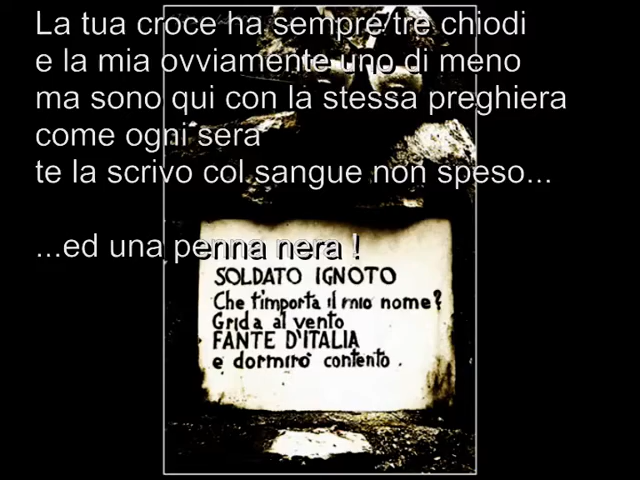 La tua croce ha sempre tre chiodi
e la mia ovviamente uno di meno
ma sono qui con la stessa preghiera
come ogni sera
te la scrivo col sangue non speso...
...ed una penna nera !
SOLDATO IGNOTO
Che t'importa il mio nome?
Grida al vento
FANTE D'ITALIA
e dormirò contento.